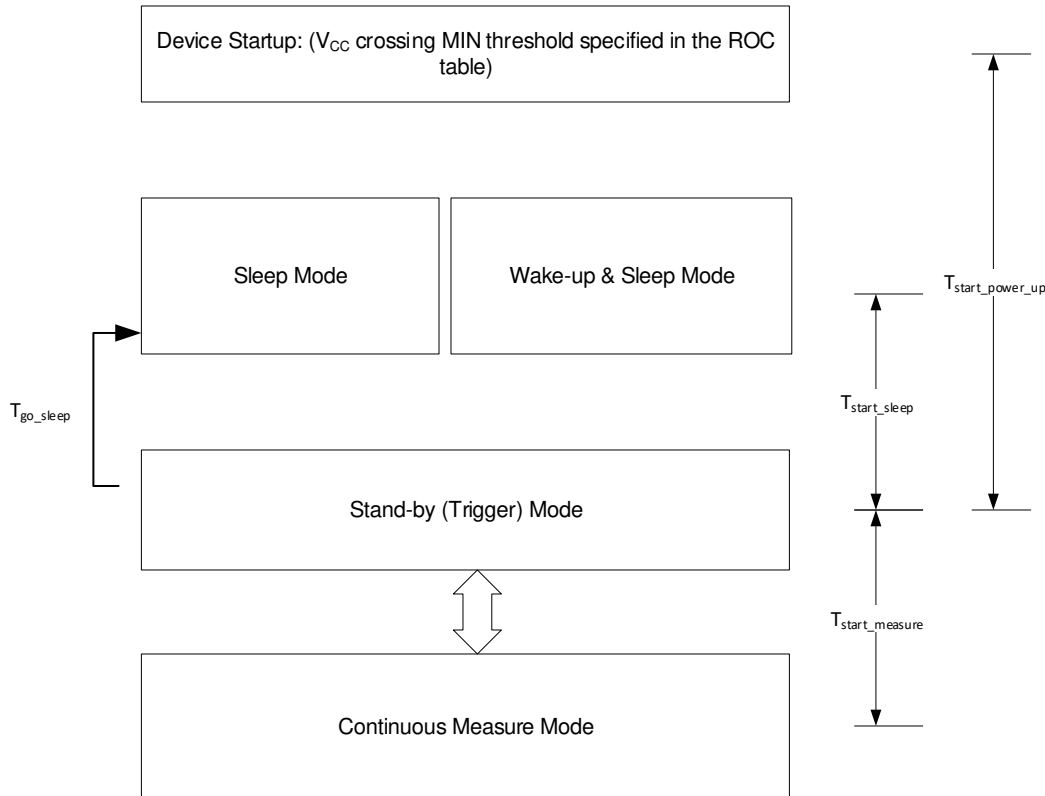 Device Startup: (VCC crossing MIN threshold specified in the ROC
table)
Sleep Mode
Wake-up & Sleep Mode
Tstart_power_up
Tgo_sleep
Tstart_sleep
Stand-by (Trigger) Mode
Tstart_measure
Continuous Measure Mode